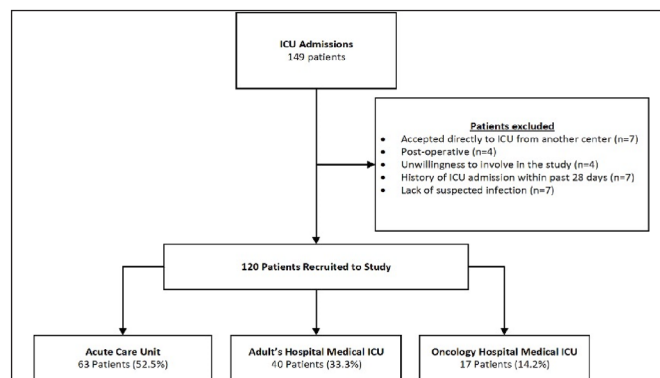 ICU Admissions
149 patients
Patients excluded
• Accepted directly to ICU from another center (n=7)
• Post-operative (n=4)
• Unwillingness to involve in the study (n=4)
• History of ICU admission within past 28 days (n=7)
• Lack of suspected infection (n=7)
120 Patients Recruited to Study
Acute Care Unit
63 Patients (52.5%)
Adult's Hospital Medical ICU
40 Patients (33.3%)
Oncology Hospital Medical ICU
17 Patients (14.2%)